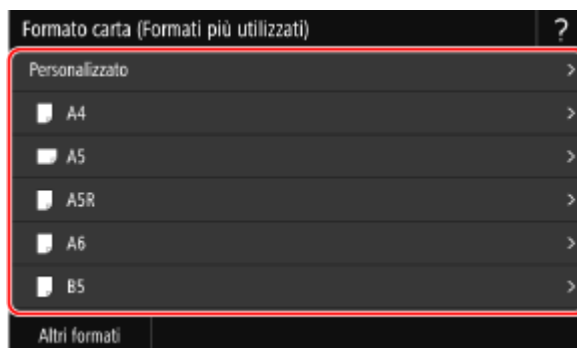 Formato carta (Formati più utilizzati) ?
Personalizzato
A4
A5
A5R
A6
B5
Altri formati